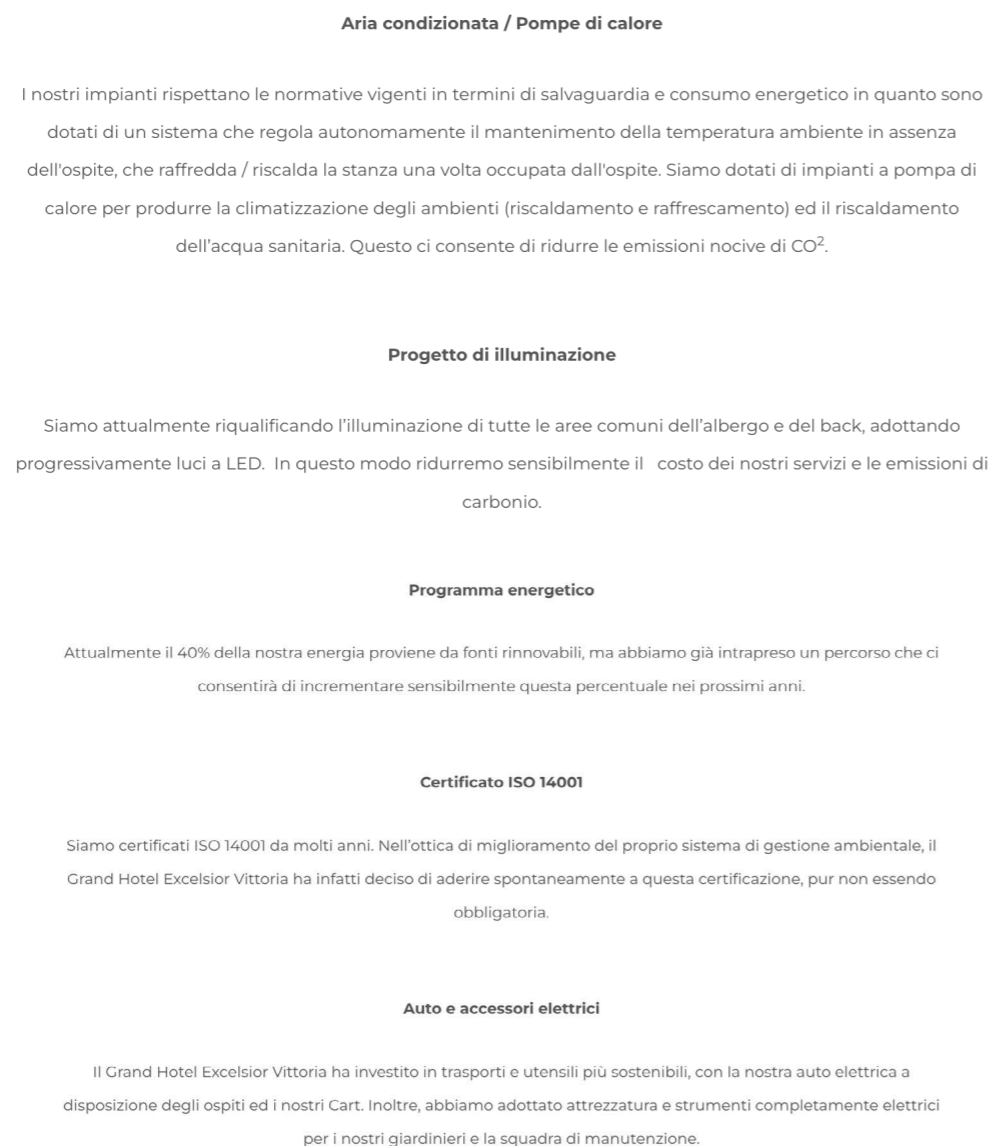 Aria condizionata / Pompe di calore
I nostri impianti rispettano le normative vigenti in termini di salvaguardia e consumo energetico in quanto sono
dotati di un sistema che regola autonomamente il mantenimento della temperatura ambiente in assenza
dell'ospite, che raffredda / riscalda la stanza una volta occupata dall'ospite. Siamo dotati di impianti a pompa di
calore per produrre la climatizzazione degli ambienti (riscaldamento e raffrescamento) ed il riscaldamento
dell’acqua sanitaria. Questo ci consente di ridurre le emissioni nocive di CO².
Progetto di illuminazione
Siamo attualmente riqualificando l’illuminazione di tutte le aree comuni dell’albergo e del back, adottando
progressivamente luci a LED. In questo modo ridurremo sensibilmente il costo dei nostri servizi e le emissioni di
carbonio.
Programma energetico
Attualmente il 40% della nostra energia proviene da fonti rinnovabili, ma abbiamo già intrapreso un percorso che ci
consentirà di incrementare sensibilmente questa percentuale nei prossimi anni.
Certificato ISO 14001
Siamo certificati ISO 14001 da molti anni. Nell’ottica di miglioramento del proprio sistema di gestione ambientale, il
Grand Hotel Excelsior Vittoria ha infatti deciso di aderire spontaneamente a questa certificazione, pur non essendo
obbligatoria.
Auto e accessori elettrici
Il Grand Hotel Excelsior Vittoria ha investito in trasporti e utensili più sostenibili, con la nostra auto elettrica a
disposizione degli ospiti ed i nostri Cart. Inoltre, abbiamo adottato attrezzatura e strumenti completamente elettrici
per i nostri giardinieri e la squadra di manutenzione.